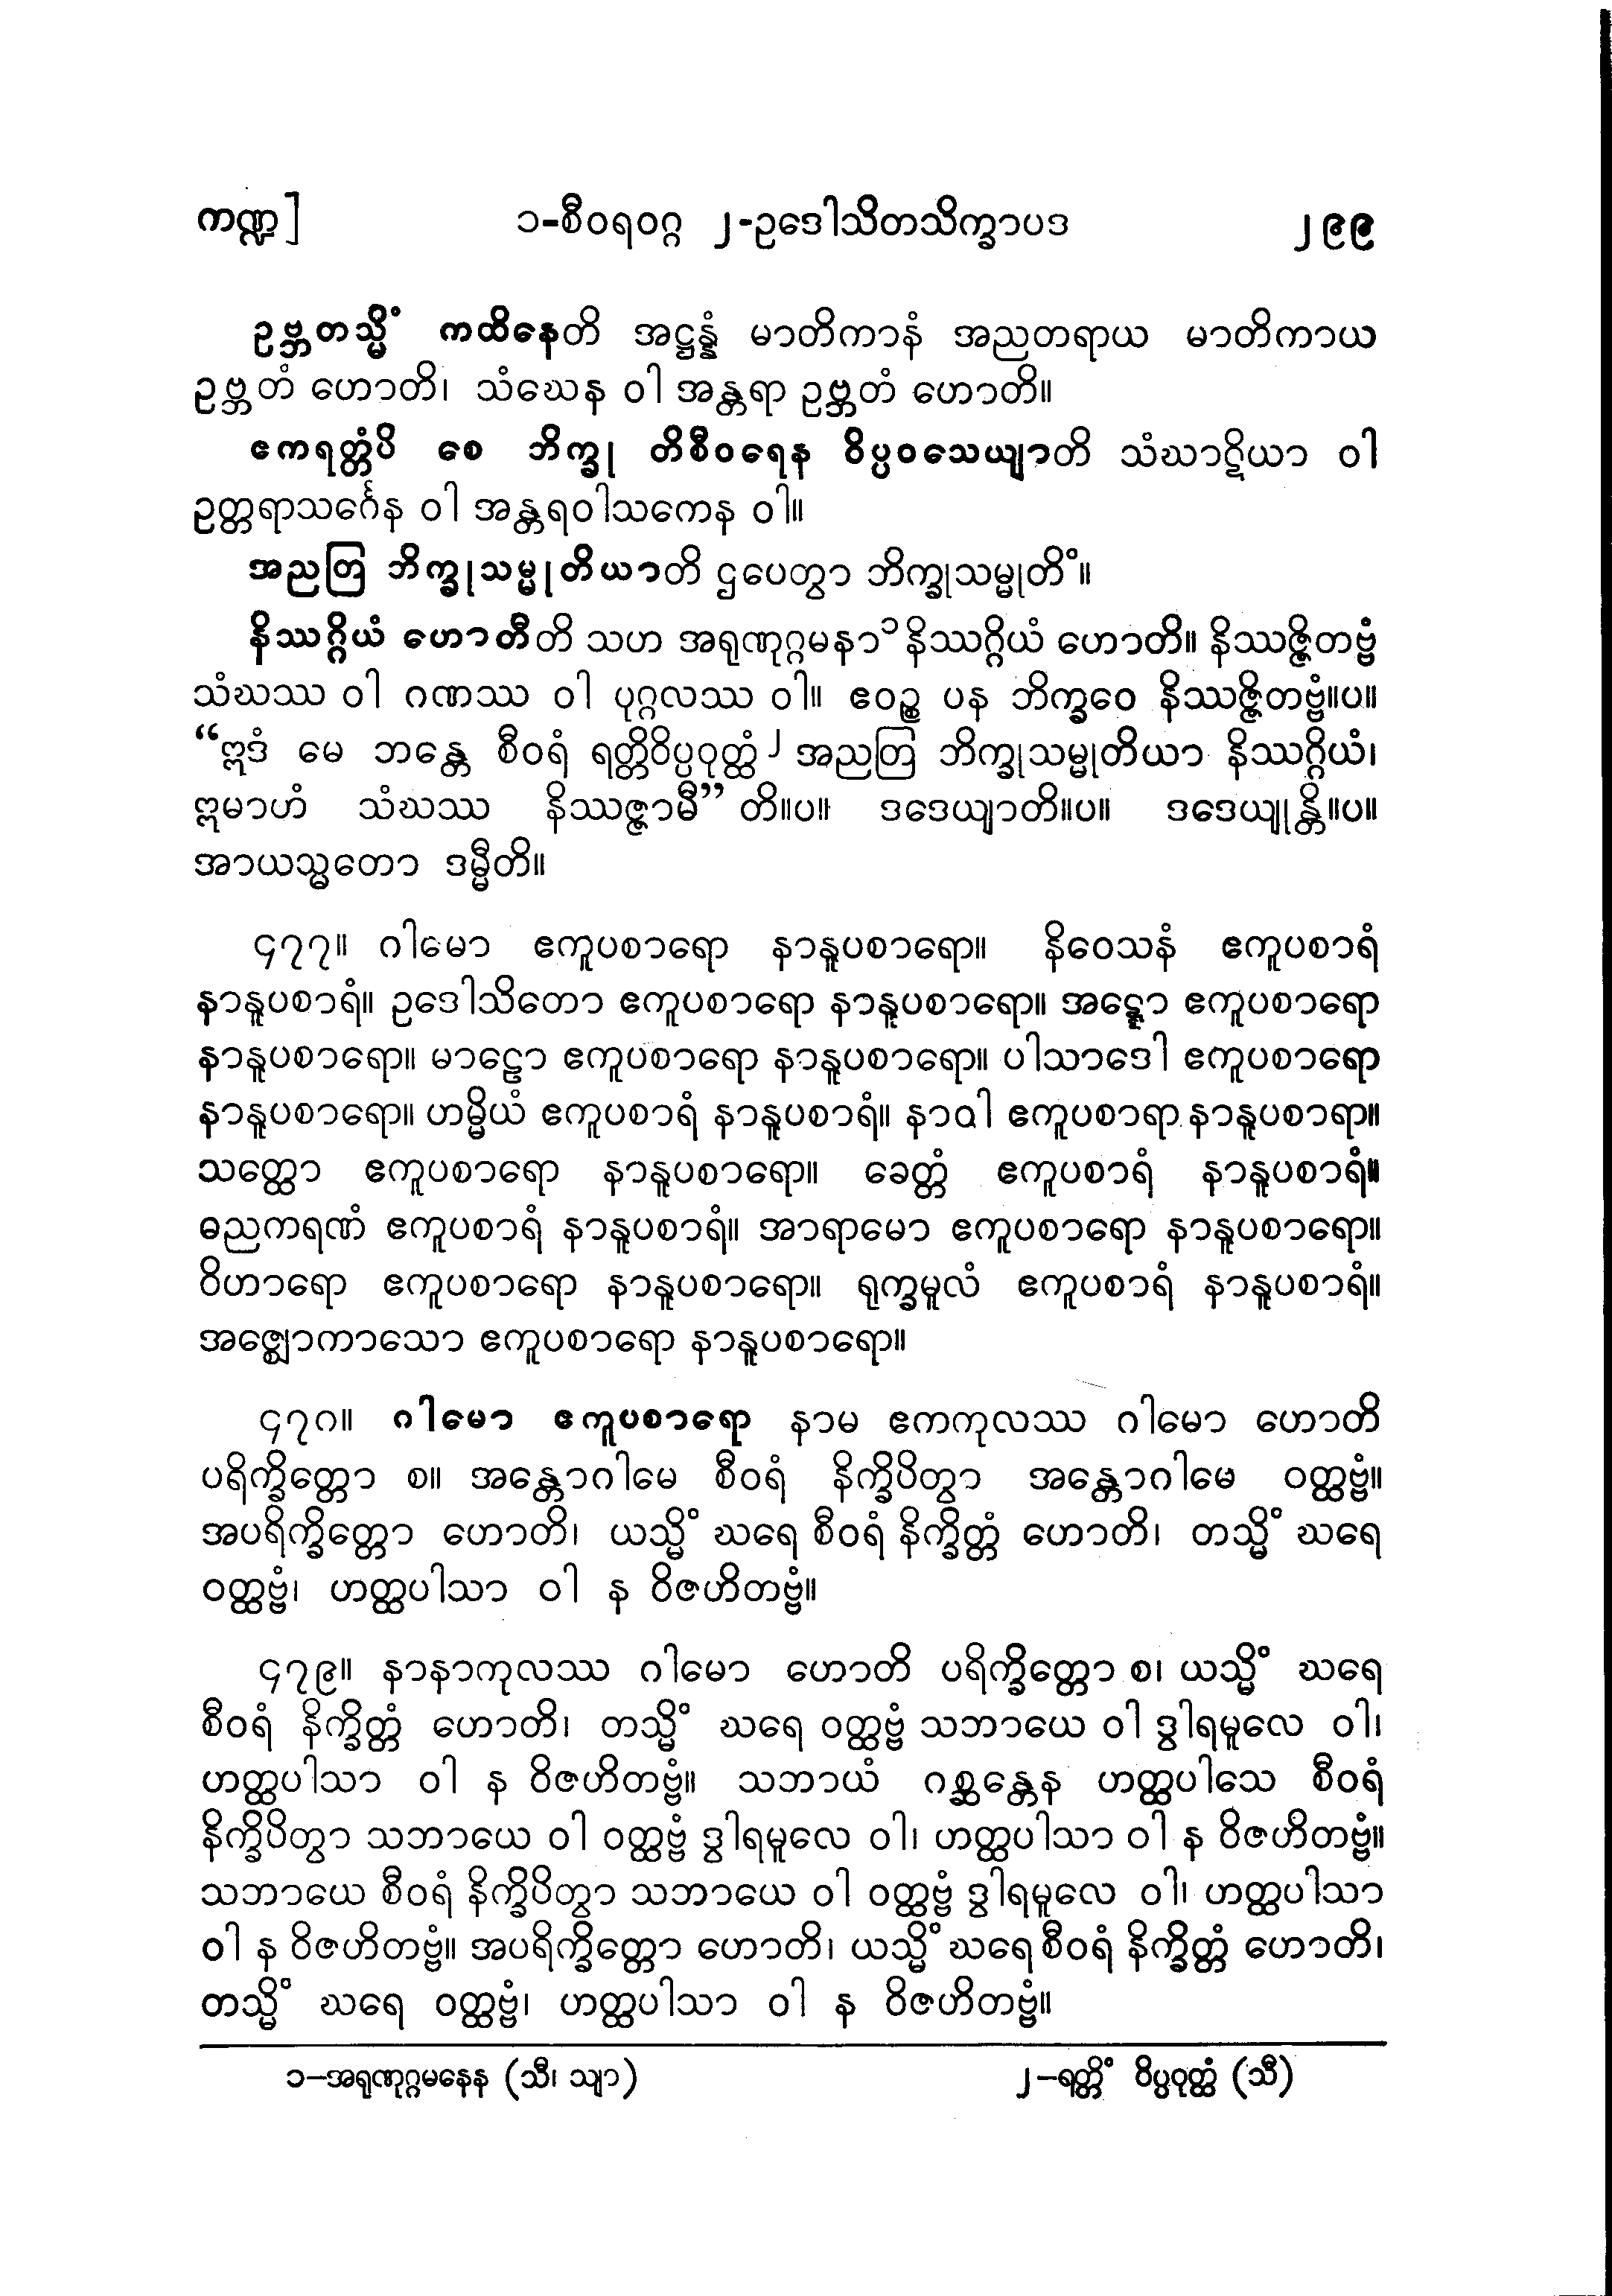 ကဏ္ဍ] ၁-စီဝရဝဂ္ဂ ၂-ဥဒေါသိတသိက္ခာပဒ ၂၉၉
ဥဗ္ဘတသ္မိံ ကထိနေတိ အဋ္ဌန္နံ မာတိကာနံ အညတရာယ မာတိကာယ
ဥဗ္ဘတံ ဟောတိ၊ သံဃေန ဝါ အန္တရာ ဥဗ္ဘတံ ဟောတိ။
ဧကရတ္တံပိ စေ ဘိက္ခု တိစီဝရေန ဝိပ္ပဝသေယျာတိ သံဃာဋိယာ ဝါ
ဥတ္တရာသင်္ဂေန ဝါ အန္တရဝါသကေန ဝါ။
အညတြ ဘိက္ခုသမ္မုတိယာတိ ဌပေတွာ ဘိက္ခုသမ္မုတိံ။
နိဿဂ္ဂိယံ ဟောတီတိ သဟ အရုဏုဂ္ဂမနာ၁ နိဿဂ္ဂိယံ ဟောတိ။ နိဿဇ္ဇိတဗ္ဗံ
သံဃဿ ဝါ ဂဏဿ ဝါ ပုဂ္ဂလဿ ဝါ။ ဧဝဉ္စ ပန ဘိက္ခဝေ နိဿဇ္ဇိတဗ္ဗံ။ပ။
“ဣဒံ မေ ဘန္တေ စီဝရံ ရတ္တိဝိပ္ပဝုတ္ထံ၂ အညတြ ဘိက္ခုသမ္မုတိယာ နိဿဂ္ဂိယံ၊
ဣမာဟံ သံဃဿ နိဿဇ္ဇာမီ” တိ။ပ။ ဒဒေယျာတိ။ပ။ ဒဒေယျုန္တိ။ပ။
အာယသ္မတော ဒမ္မီတိ။
၄၇၇။ ဂါမော ဧကူပစာရော နာနူပစာရော။ နိဝေသနံ ဧကူပစာရံ
နာနူပစာရံ။ ဥဒေါသိတော ဧကူပစာရော နာနူပစာရော။ အဋ္ဋော ဧကူပစာရော
နာနူပစာရော။ မာဠော ဧကူပစာရော နာနူပစာရော။ ပါသာဒေါ ဧကူပစာရော
နာနူပစာရော။ ဟမ္မိယံ ဧကူပစာရံ နာနူပစာရံ။ နာဝါ ဧကူပစာရာ နာနူပစာရာ။
သတ္ထော ဧကူပစာရော နာနူပစာရော။ ခေတ္တံ ဧကူပစာရံ နာနူပစာရံ။
ဓညကရဏံ ဧကူပစာရံ နာနူပစာရံ။ အာရာမော ဧကူပစာရော နာနူပစာရော။
ဝိဟာရော ဧကူပစာရော နာနူပစာရော။ ရုက္ခမူလံ ဧကူပစာရံ နာနူပစာရံ။
အဇ္ဈောကာသော ဧကူပစာရော နာနူပစာရော။
၄၇၈။ ဂါမော ဧကူပစာရော နာမ ဧကကုလဿ ဂါမော ဟောတိ
ပရိက္ခိတ္တော စ။ အန္တောဂါမေ စီဝရံ နိက္ခိပိတွာ အန္တောဂါမေ ဝတ္ထဗ္ဗံ။
အပရိက္ခိတ္တော ဟောတိ၊ ယသ္မိံ ဃရေ စီဝရံ နိက္ခိတ္တံ ဟောတိ၊ တသ္မိံ ဃရေ
ဝတ္ထဗ္ဗံ၊ ဟတ္ထပါသာ ဝါ န ဝိဇဟိတဗ္ဗံ။
၄၇၉။ နာနာကုလဿ ဂါမော ဟောတိ ပရိက္ခိတ္တော စ၊ ယသ္မိံ ဃရေ
စီဝရံ နိက္ခိတ္တံ ဟောတိ၊ တသ္မိံ ဃရေ ဝတ္ထဗ္ဗံ သဘာယေ ဝါ ဒွါရမူလေ ဝါ၊
ဟတ္ထပါသာ ဝါ န ဝိဇဟိတဗ္ဗံ။ သဘာယံ ဂစ္ဆန္တေန ဟတ္ထပါသေ စီဝရံ
နိက္ခိပိတွာ သဘာယေ ဝါ ဝတ္ထဗ္ဗံ ဒွါရမူလေ ဝါ၊ ဟတ္ထပါသာ ဝါ န ဝိဇဟိတဗ္ဗံ။
သဘာယေ စီဝရံ နိက္ခိပိတွာ သဘာယေ ဝါ ဝတ္ထဗ္ဗံ ဒွါရမူလေ ဝါ၊ ဟတ္ထပါသာ
ဝါ န ဝိဇဟိတဗ္ဗံ။ အပရိက္ခိတ္တော ဟောတိ၊ ယသ္မိံ ဃရေ စီဝရံ နိက္ခိတ္တံ ဟောတိ၊
တသ္မိံ ဃရေ ဝတ္ထဗ္ဗံ၊ ဟတ္ထပါသာ ဝါ န ဝိဇဟိတဗ္ဗံ။
၁−အရုဏုဂ္ဂမနေန (သီ၊ သျာ) ၂−ရတ္တိံ ဝိပ္ပဝုတ္ထံ (သီ)